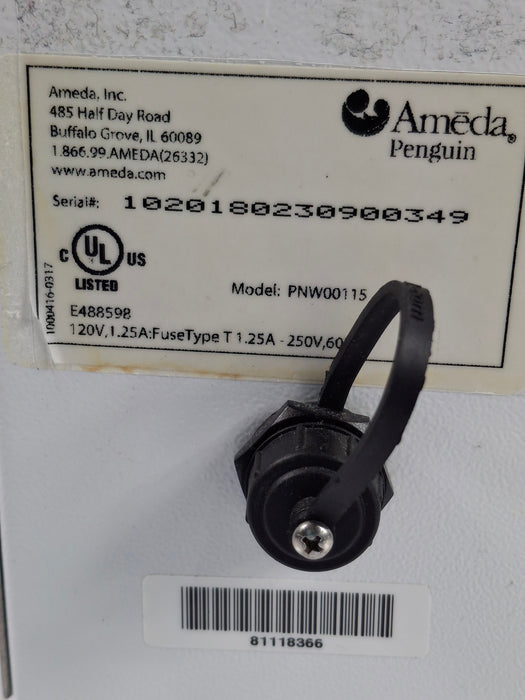 Ameda, Inc.
485 Half Day Road
Buffalo Grove, IL 60089
1.866.99.AMEDA(26332)
www.ameda.com
Amēda®
Penguin
Serial#: 1020180230900349
C UL US
LISTED
Model: PNW00115
E488598
120V,1.25A:FuseType T 1.25A - 250V,60
1000416-0317
81118366